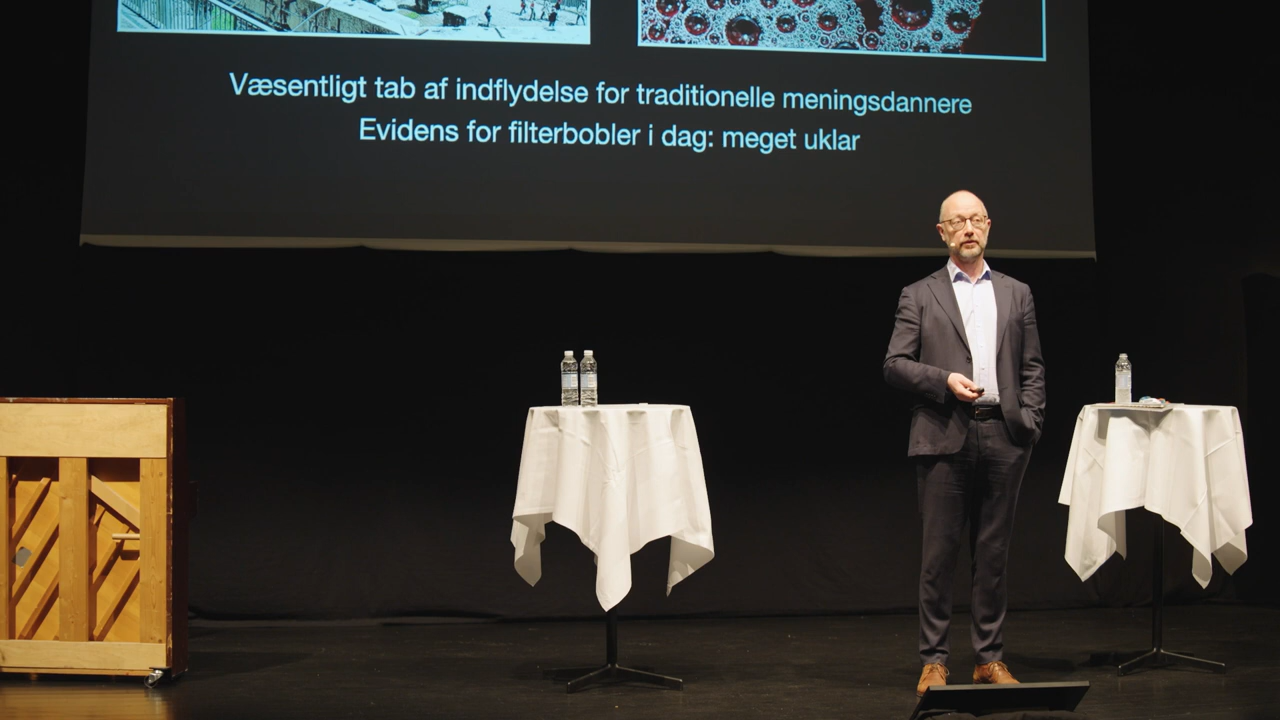 Væsentligt tab af indflydelse for traditionelle meningsdannere
Evidens for filterbobler i dag: meget uklar